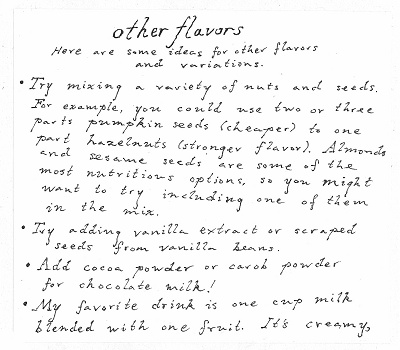 other flavors
Here are some ideas for other flavors
and variations.
• Try mixing a variety of nuts and seeds.
For example, you could use two or three
parts pumpkin seeds (cheaper) to one
part hazelnuts (stronger flavor). Almonds
and sesame seeds are some of the
most nutritious options, so you might
want to try including one of them
in the mix.
• Try adding vanilla extract or scraped
seeds from vanilla beans.
• Add cocoa powder or carob powder
for chocolate milk!
• My favorite drink is one cup milk
blended with one fruit. It's creamy,